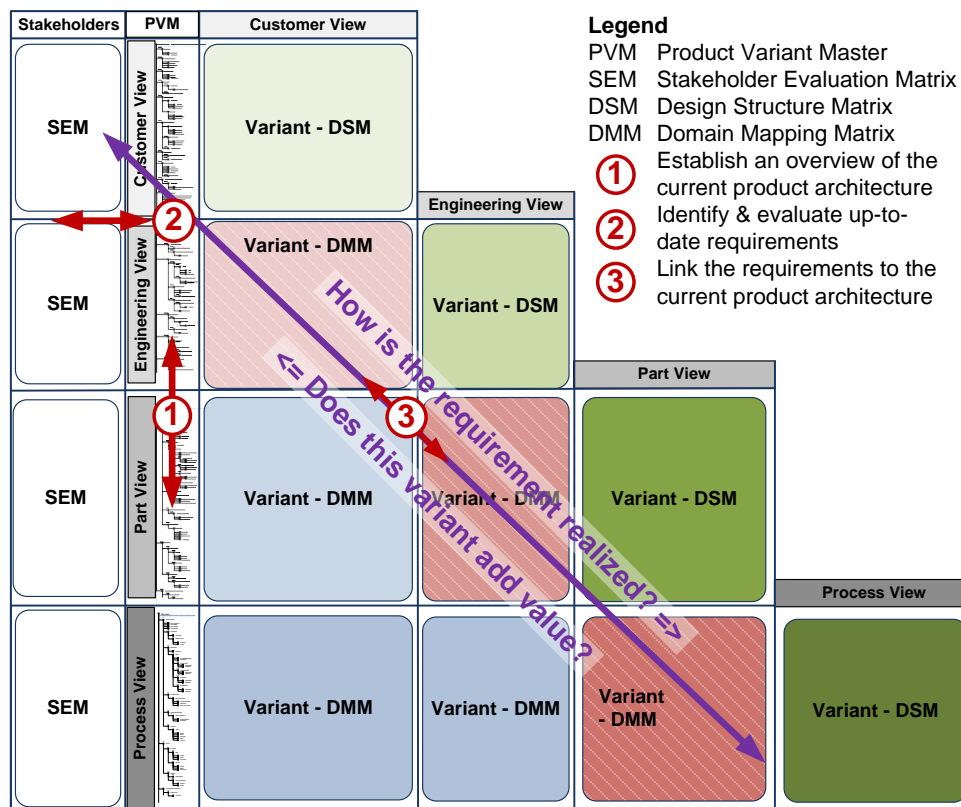 Stakeholders PVM Customer View
Legend
PVM Product Variant Master
SEM Stakeholder Evaluation Matrix
DSM Design Structure Matrix
DMM Domain Mapping Matrix
1 Establish an overview of the
current product architecture
2 Identify & evaluate up-to-
date requirements
3 Link the requirements to the
current product architecture
SEM
Customer View
Variant - DSM
Engineering View
2
SEM
Engineering View
Variant - DMM
Variant - DSM
How is the requirement realized? =>
<= Does this variant add value?
Part View
1
3
SEM
Part View
Variant - DMM
Variant - DMM
Variant - DSM
Process View
SEM
Process View
Variant - DMM
Variant - DMM
Variant
- DMM
Variant - DSM